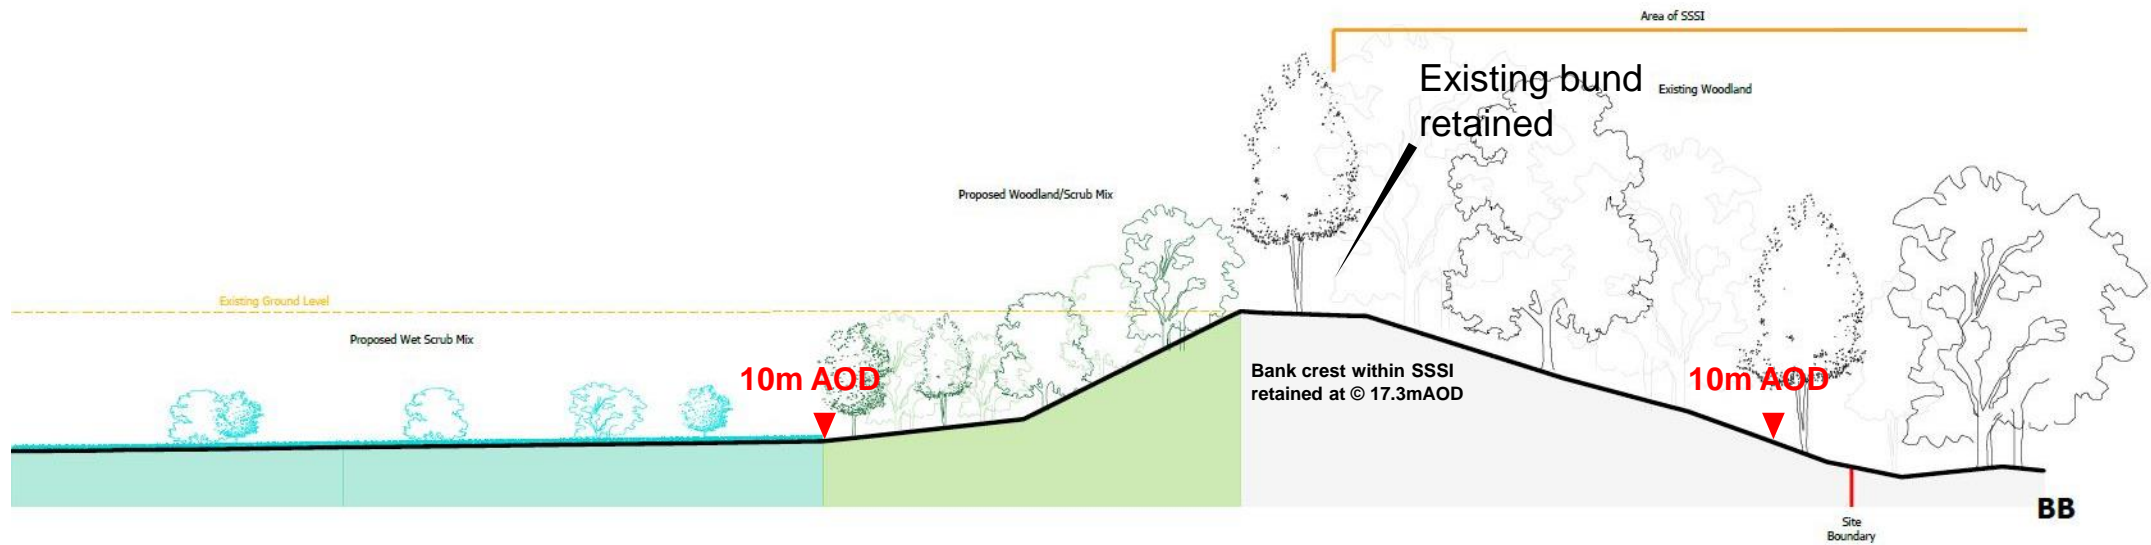 Area of SSSI
Existing bund
retained
Existing Woodland
Proposed Woodland/Scrub Mix
Existing Ground Level
Proposed Wet Scrub Mix
10m AOD
Bank crest within SSSI
retained at © 17.3mAOD
10m AOD
BB
Site
Boundary